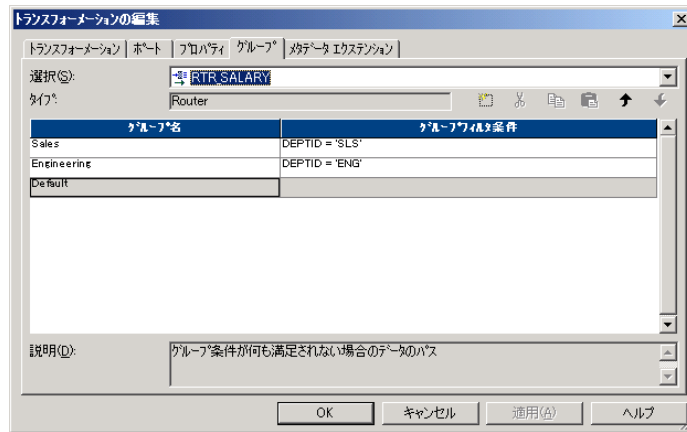 トランスフォーメーションの編集
トランスフォーメーション ポート プロパティ グループ メタデータ エクステンション
選択(S): RTR_SALARY
タイプ: Router
グループ名 グループフィルタ条件
Sales DEPTID = 'SLS'
Engineering DEPTID = 'ENG'
Default
説明(D): グループ条件が何も満足されない場合のデータのパス
OK キャンセル 適用(A) ヘルプ